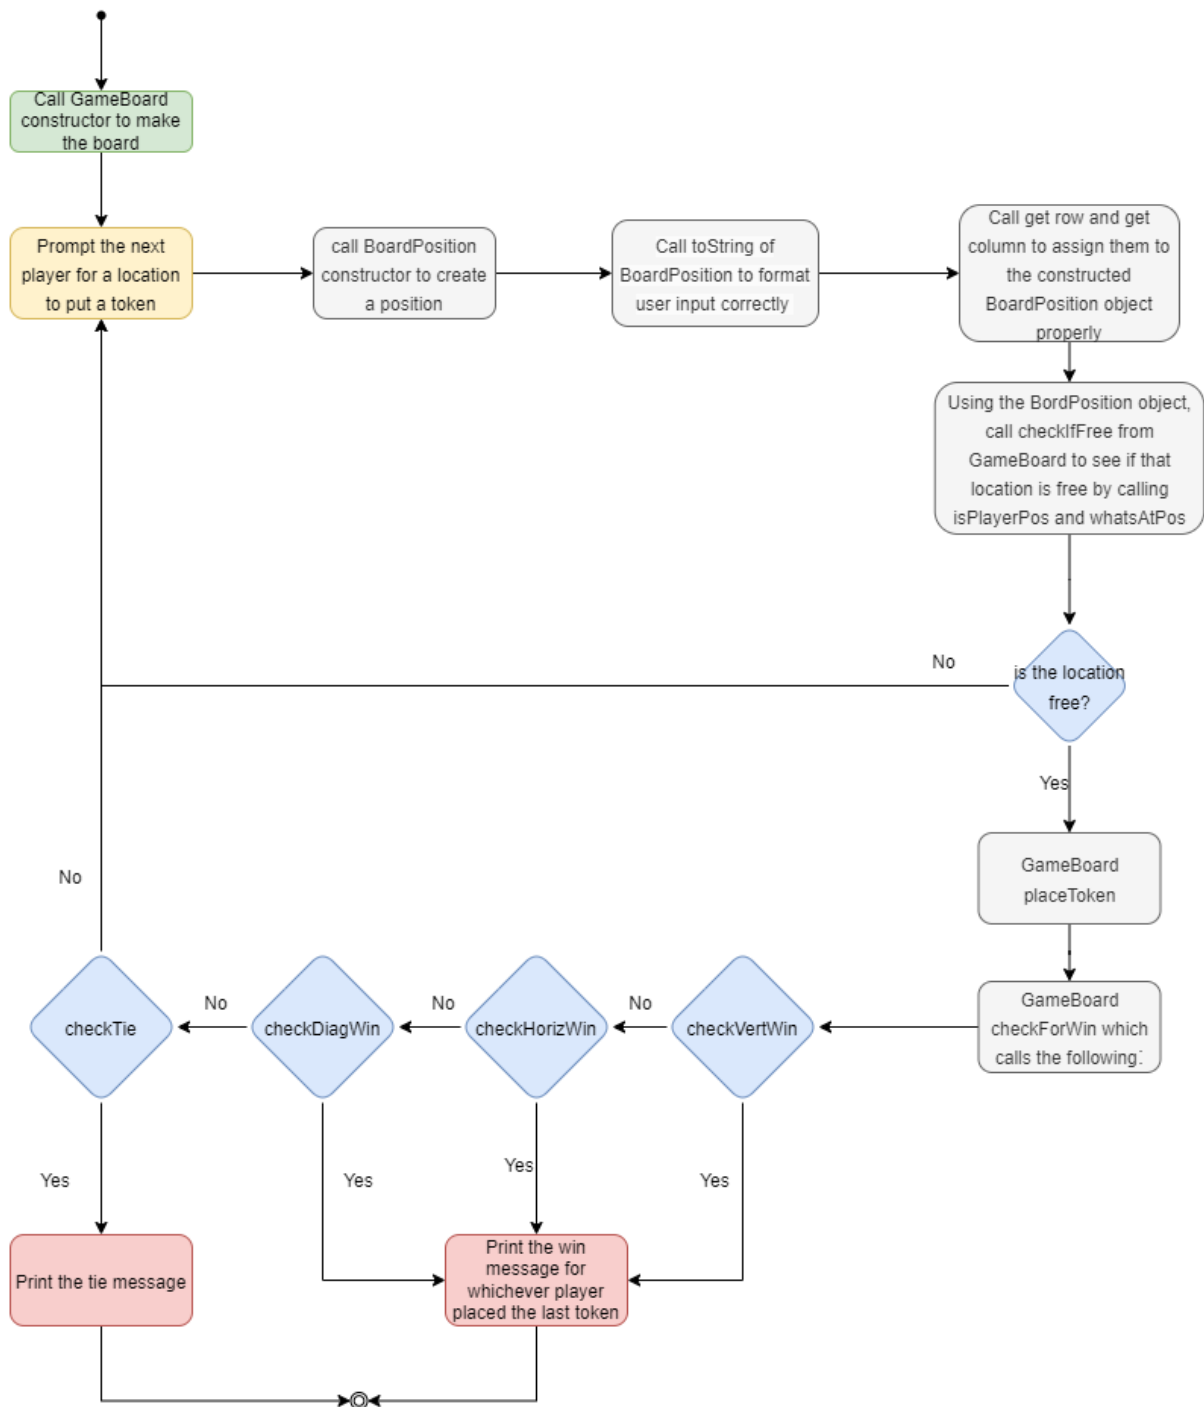 Call GameBoard
constructor to make
the board
Prompt the next
player for a location
to put a token
call BoardPosition
constructor to create
a position
Call toString of
BoardPosition to format
user input correctly
Call get row and get
column to assign them to
the constructed
BoardPosition object
properly
Using the BordPosition object,
call checkIfFree from
GameBoard to see if that
location is free by calling
isPlayerPos and whatsAtPos
No
is the location
free?
Yes
GameBoard
placeToken
No
GameBoard
checkForWin which
calls the following:
checkVertWin
No
checkHorizWin
No
checkDiagWin
No
checkTie
Yes
Yes
Yes
Yes
Print the tie message
Print the win
message for
whichever player
placed the last token